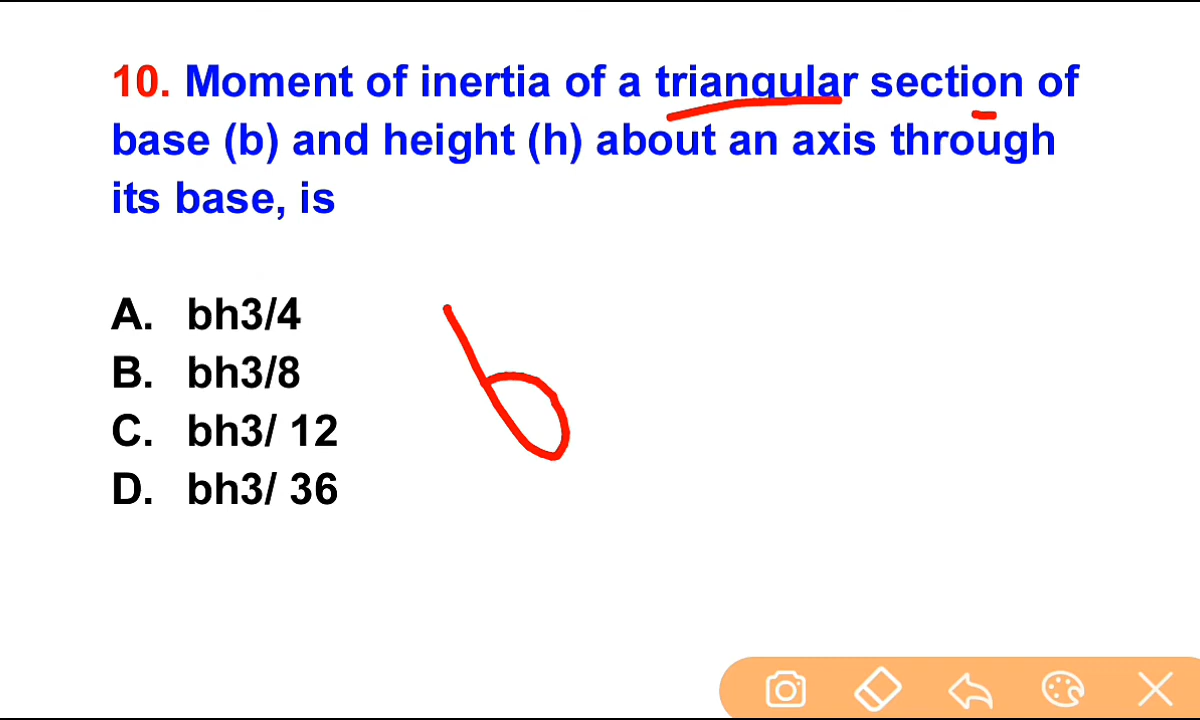 10. Moment of inertia of a triangular section of
base (b) and height (h) about an axis through
its base, is
A. bh3/4
B. bh3/8
C. bh3/ 12
D. bh3/ 36
b